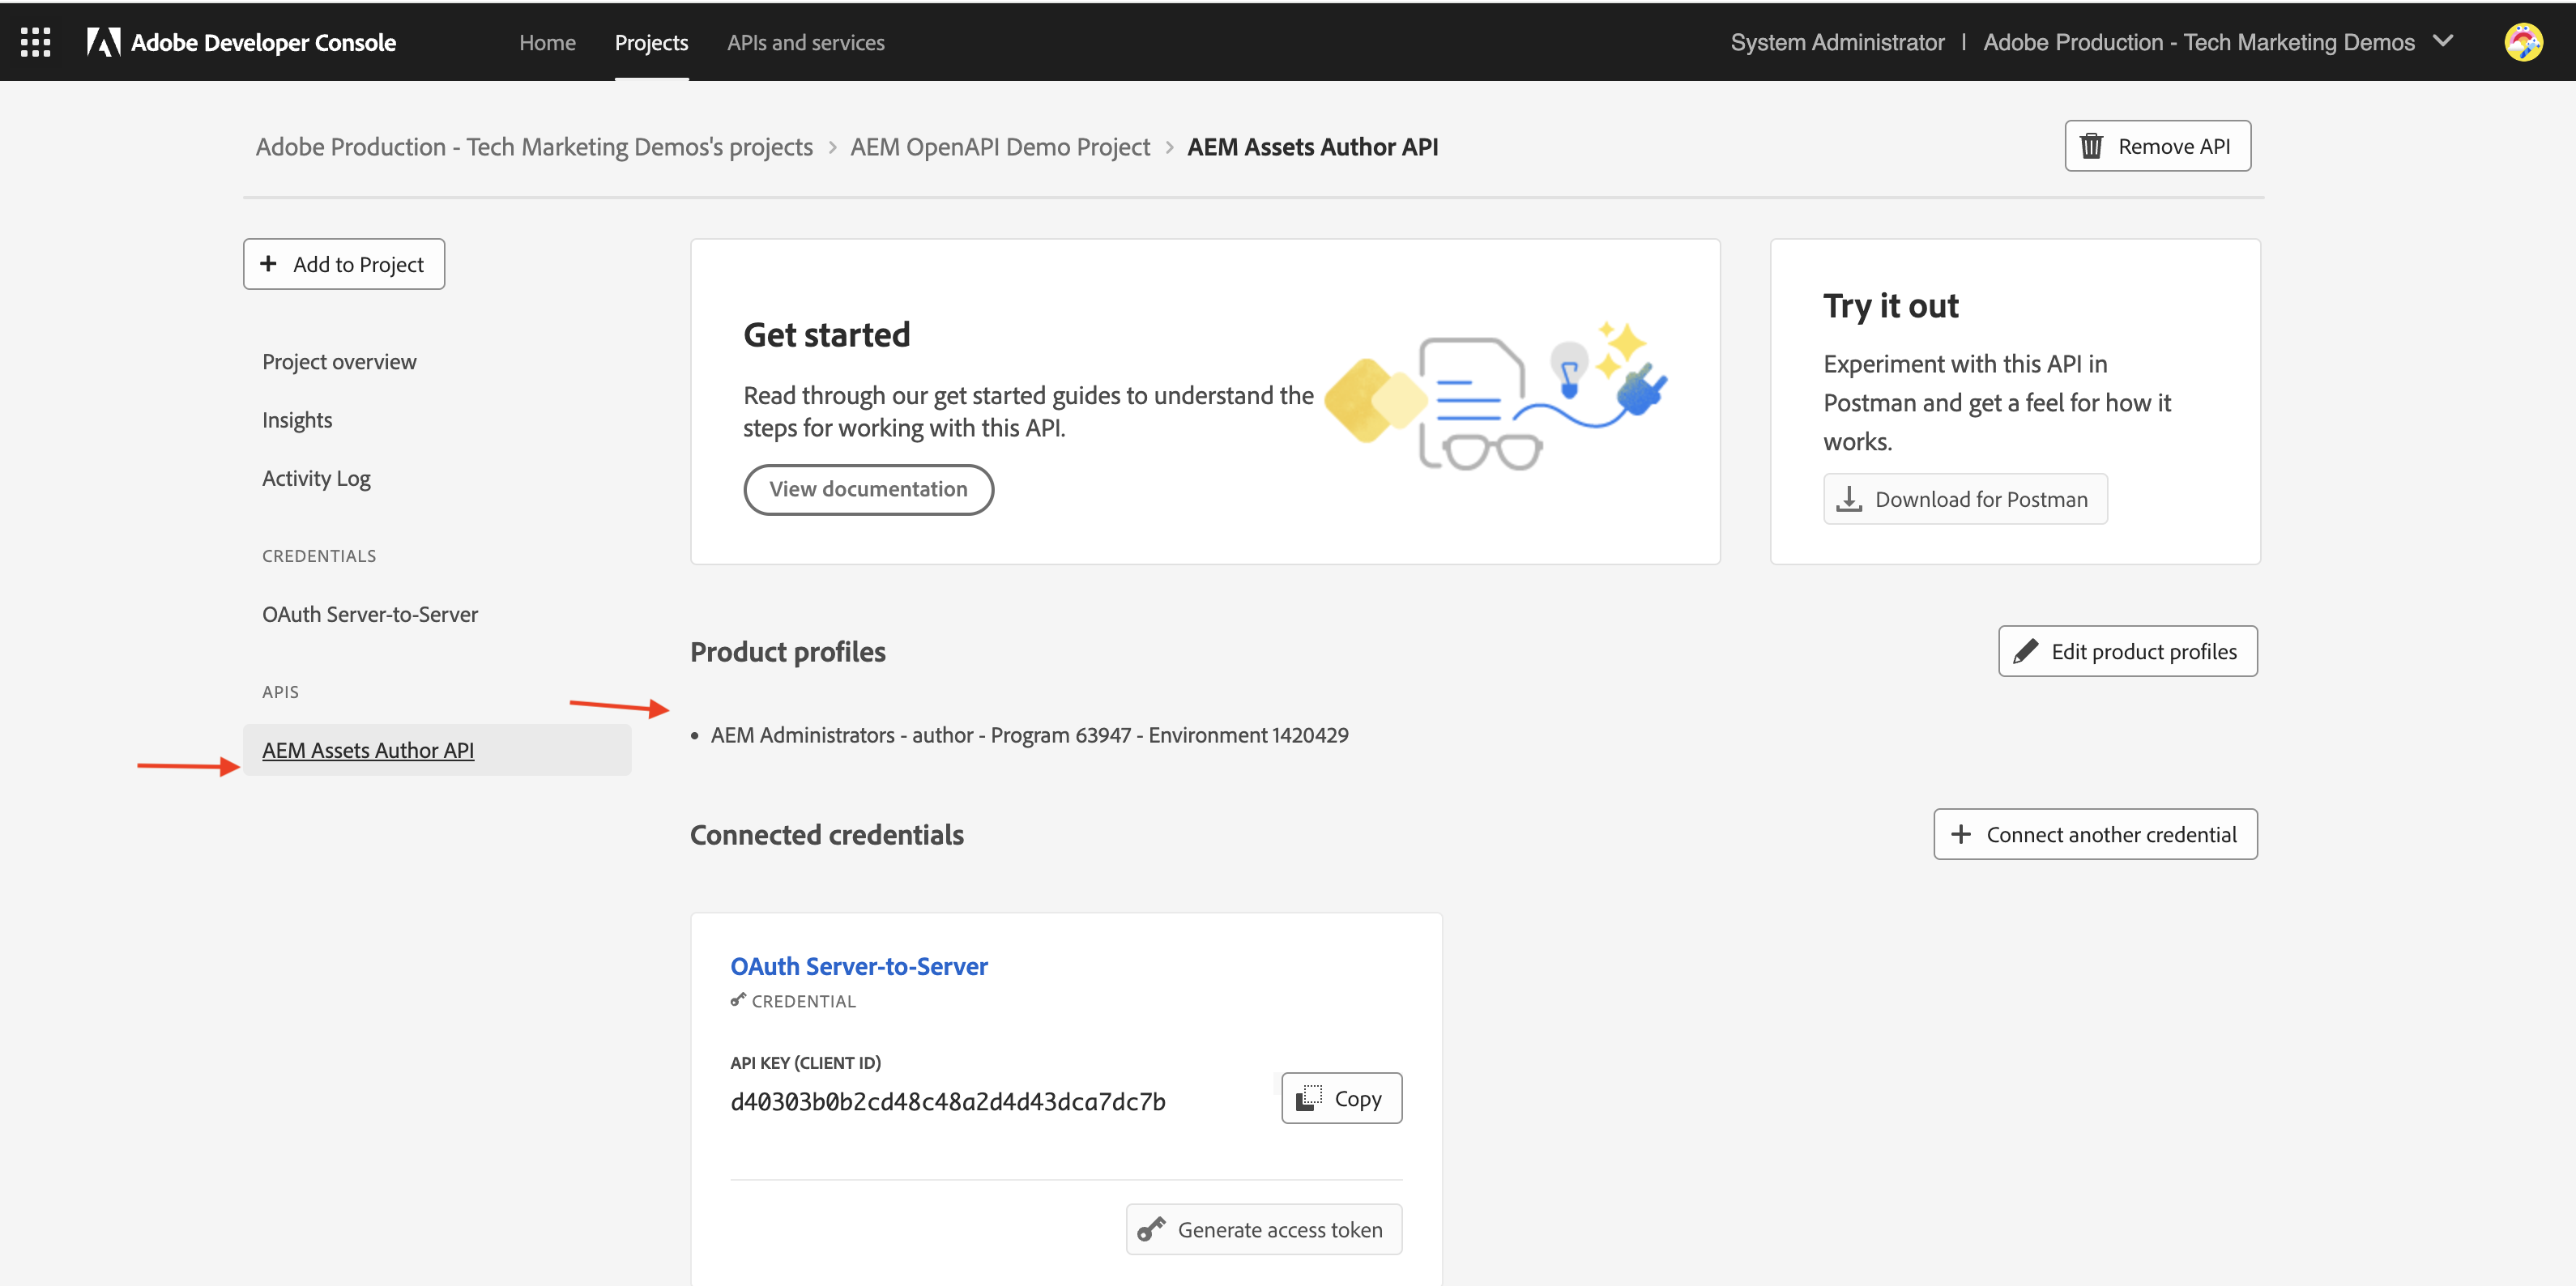 Adobe Developer Console
Home
Projects
APIs and services
System Administrator | Adobe Production - Tech Marketing Demos
Adobe Production - Tech Marketing Demos's projects > AEM OpenAPI Demo Project > AEM Assets Author API
Remove API
+ Add to Project
Project overview
Insights
Activity Log
CREDENTIALS
OAuth Server-to-Server
APIS
AEM Assets Author API
Get started
Read through our get started guides to understand the
steps for working with this API.
View documentation
Try it out
Experiment with this API in
Postman and get a feel for how it
works.
Download for Postman
Product profiles
Edit product profiles
• AEM Administrators - author - Program 63947 - Environment 1420429
Connected credentials
+ Connect another credential
OAuth Server-to-Server
CREDENTIAL
API KEY (CLIENT ID)
d40303b0b2cd48c48a2d4d43dca7dc7b
Copy
Generate access token